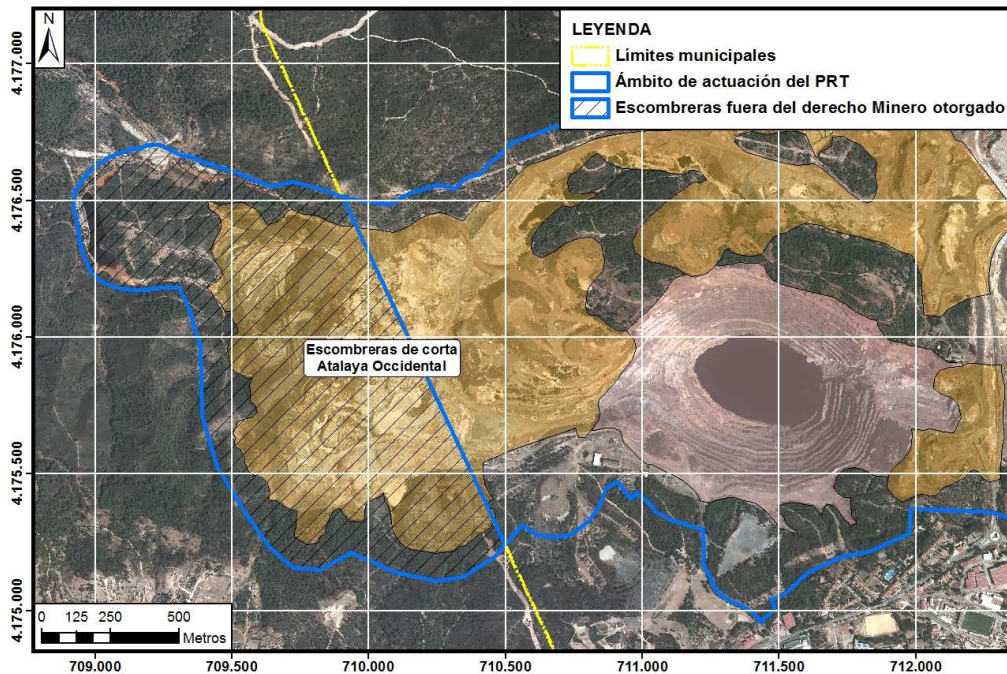 N
LEYENDA
Límites municipales
Ámbito de actuación del PRT
Escombreras fuera del derecho Minero otorgado
4.177.000
4.176.500
4.176.000
4.175.500
4.175.000
Escombreras de corta
Atalaya Occidental
0 125 250 500
Metros
709.000 709.500 710.000 710.500 711.000 711.500 712.000